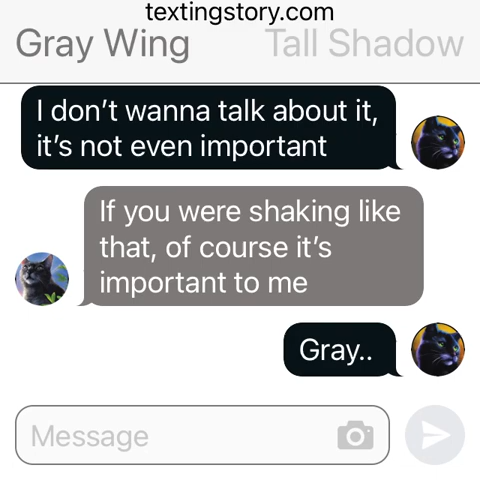 textingstory.com
Gray Wing Tall Shadow
I don’t wanna talk about it,
it’s not even important
If you were shaking like
that, of course it’s
important to me
Gray..
Message